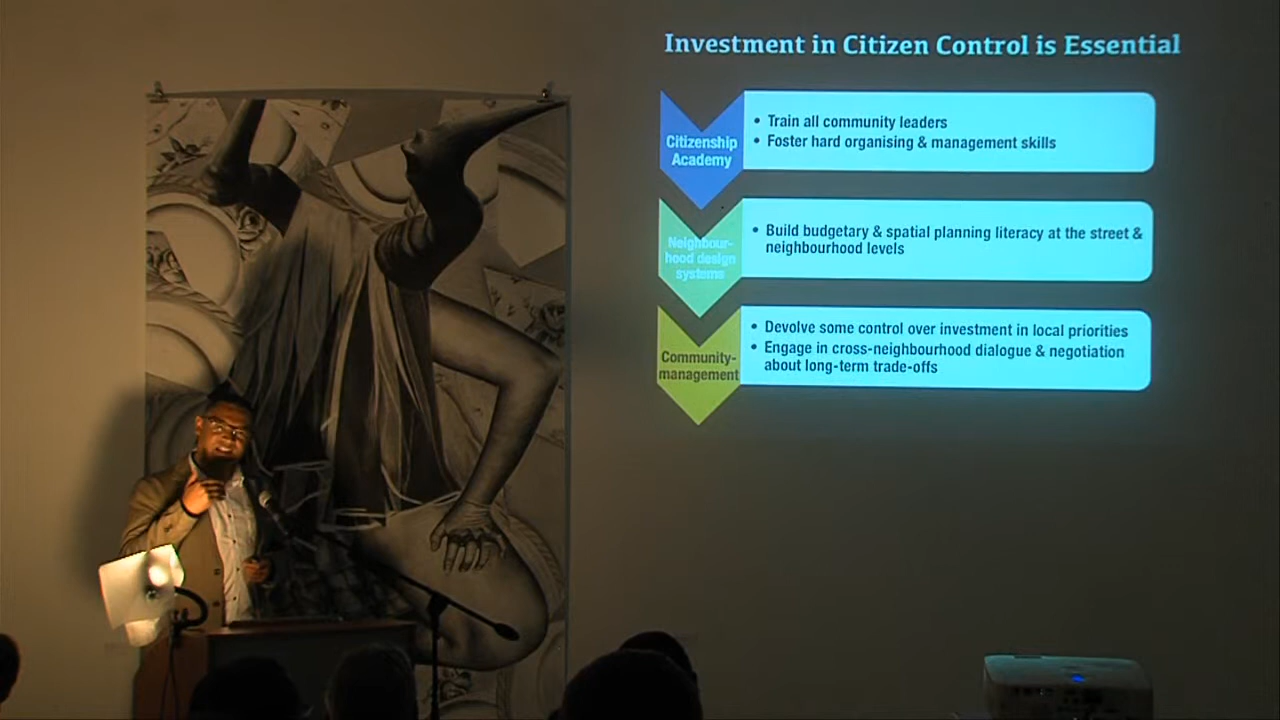 Investment in Citizen Control is Essential
Citizenship
Academy
• Train all community leaders
• Foster hard organising & management skills
Neighbour-
hood design
systems
• Build budgetary & spatial planning literacy at the street &
neighbourhood levels
Community-
management
• Devolve some control over investment in local priorities
• Engage in cross-neighbourhood dialogue & negotiation
about long-term trade-offs